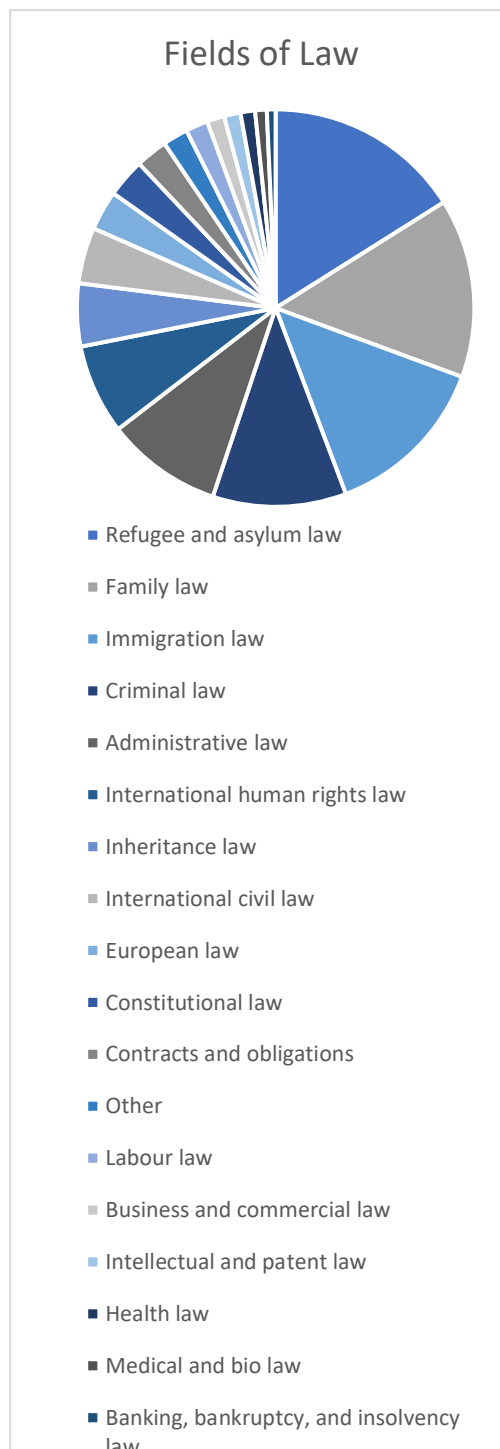 Fields of Law
Refugee and asylum law
Family law
Immigration law
Criminal law
Administrative law
International human rights law
Inheritance law
International civil law
European law
Constitutional law
Contracts and obligations
Other
Labour law
Business and commercial law
Intellectual and patent law
Health law
Medical and bio law
Banking, bankruptcy, and insolvency
law